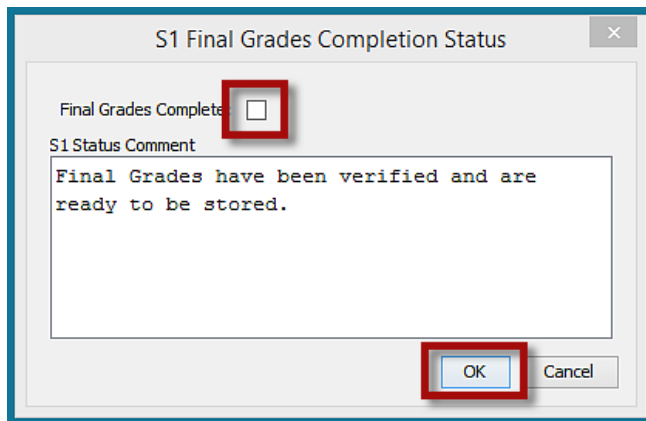 S1 Final Grades Completion Status
Final Grades Complete:
S1 Status Comment
Final Grades have been verified and are
ready to be stored.
OK
Cancel